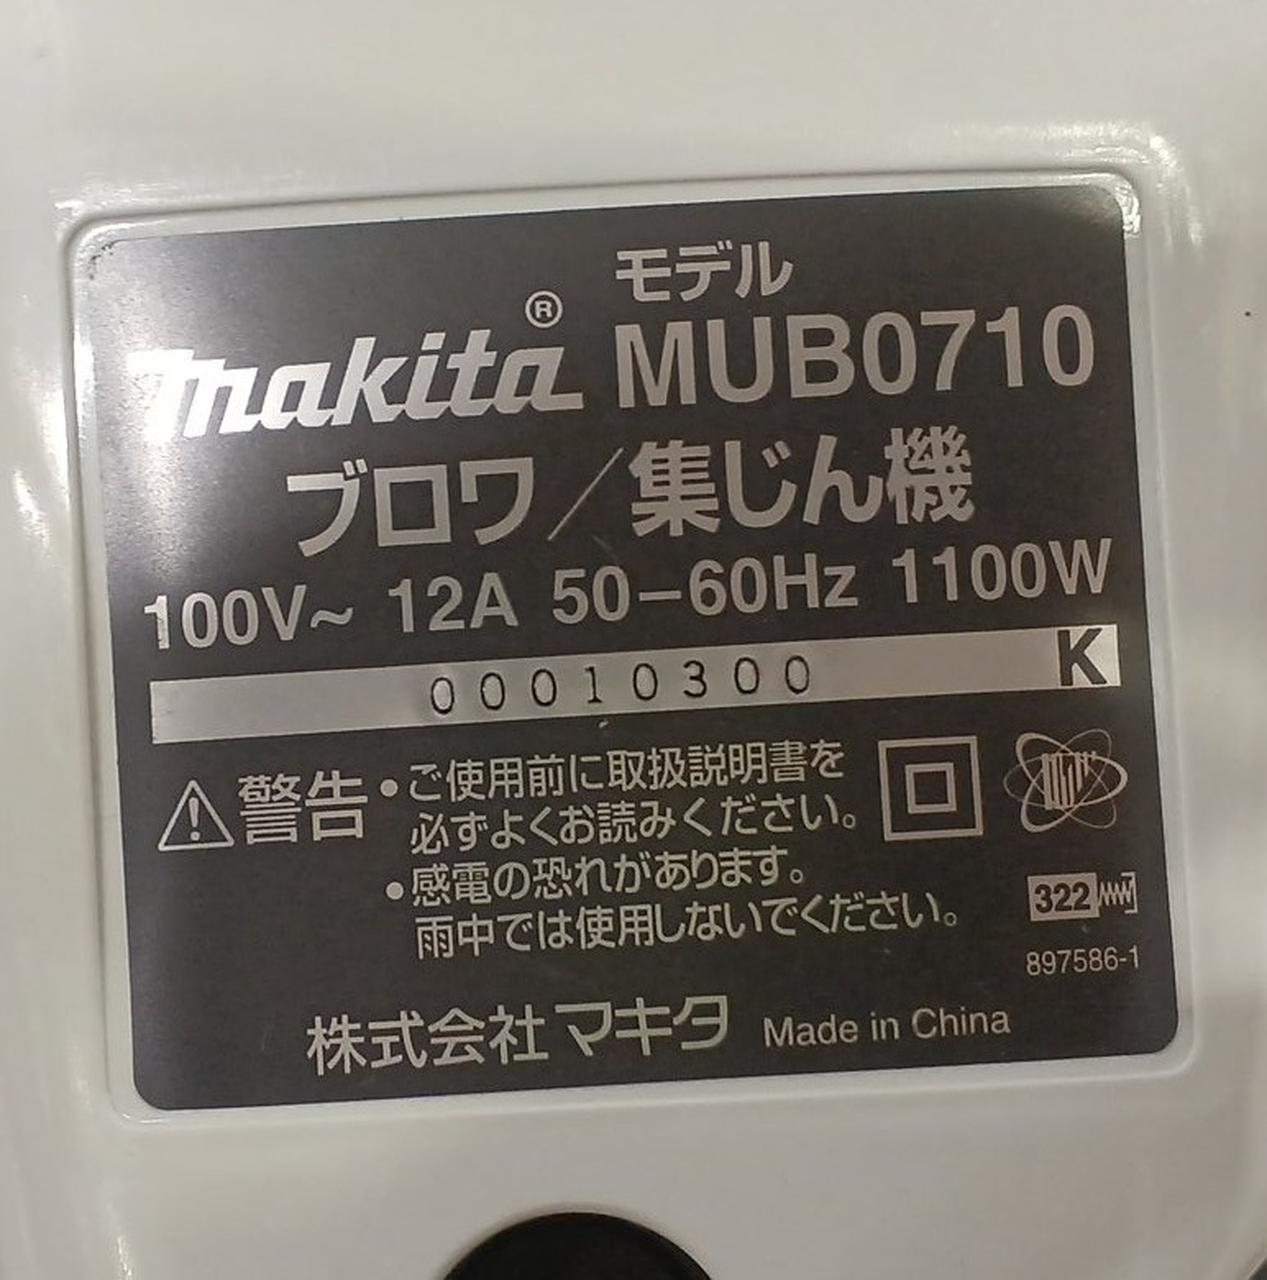 モデル
makita® MUB0710
ブロワ／集じん機
100V~ 12A 50-60Hz 1100W
00010300 K
警告 •ご使用前に取扱説明書を
必ずよくお読みください。
•感電の恐れがあります。
雨中では使用しないでください。
322
897586-1
株式会社マキタ Made in China